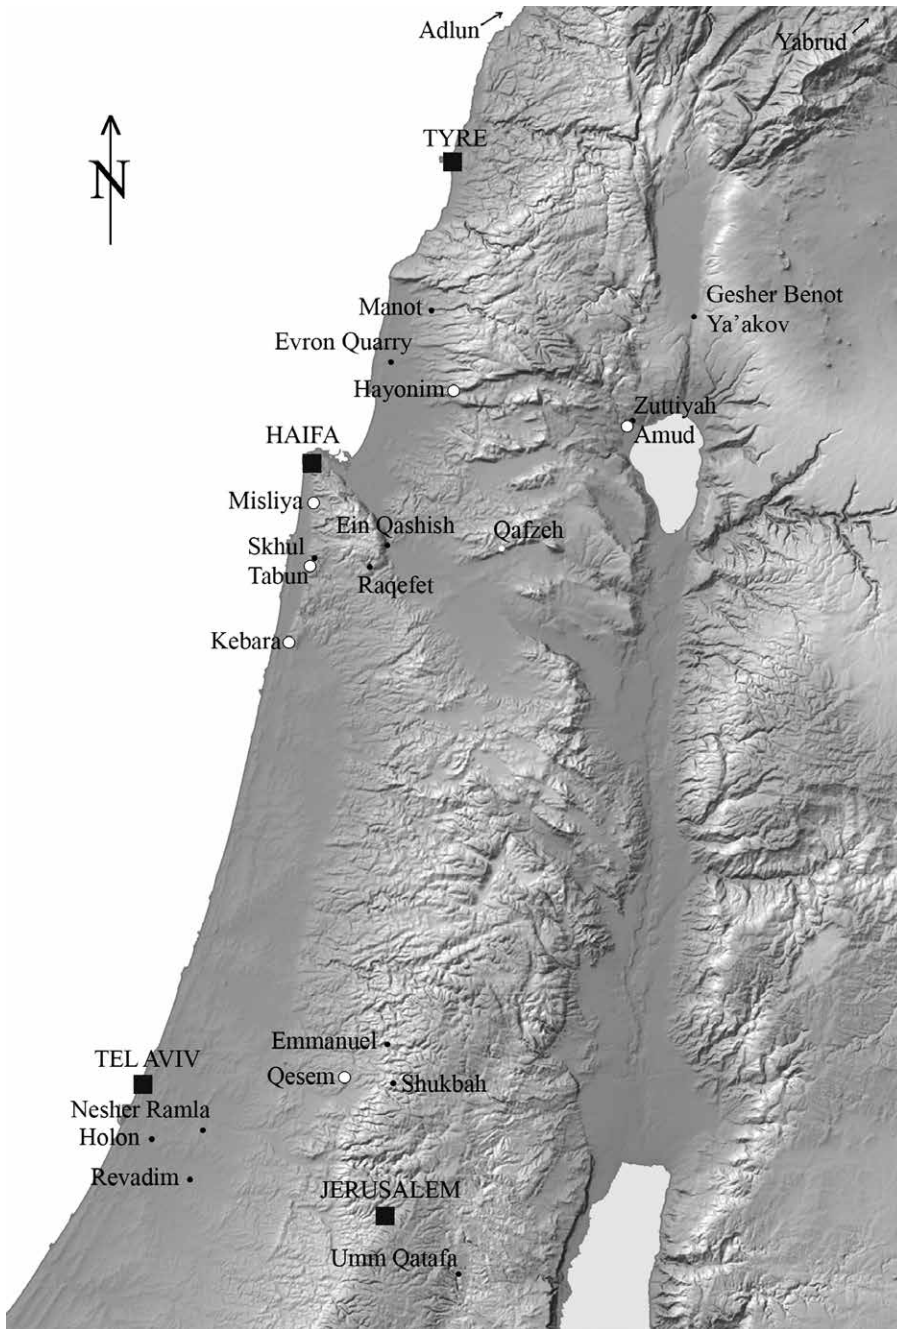 Adlun
Yabrud
N
TYRE
Manot
Gesher Benot
Ya’akov
Evron Quarry
Hayonim
Zuttiyah
Amud
HAIFA
Misliya
Ein Qashish
Qafzeh
Skhul
Tabun
Raqefet
Kebara
Emmanuel
TEL AVIV
Qesem
Shukbah
Nesher Ramla
Holon
Revadim
JERUSALEM
Umm Qatafa